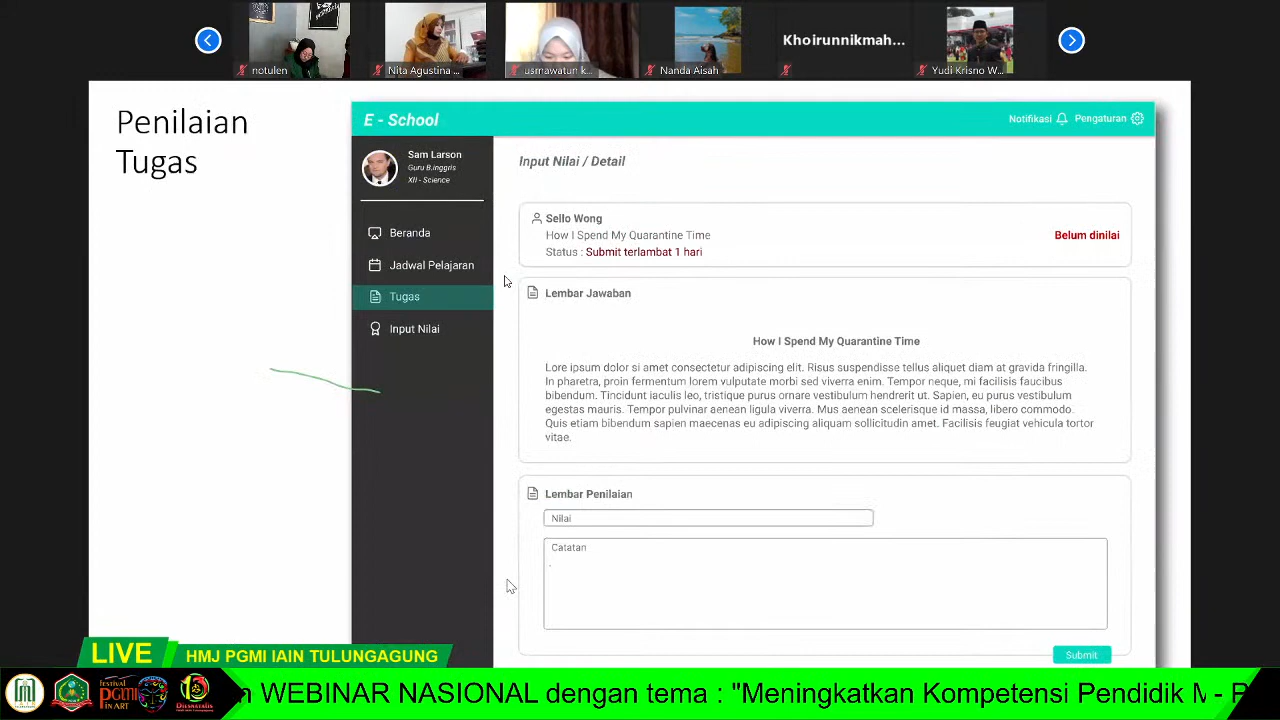 notulen
Nita Agustina ...
usmawatun k...
Nanda Aisah
Khoirunnikmah...
Yudi Krisno W...
Penilaian
Tugas
E - School
Notifikasi
Pengaturan
Sam Larson
Guru B.inggris
XII - Science
Beranda
Jadwal Pelajaran
Tugas
Input Nilai
Input Nilai / Detail
Sello Wong
How I Spend My Quarantine Time
Status : Submit terlambat 1 hari
Belum dinilai
Lembar Jawaban
How I Spend My Quarantine Time
Lore ipsum dolor si amet consectetur adipiscing elit. Risus suspendisse tellus aliquet diam at gravida fringilla.
In pharetra, proin fermentum lorem vulputate morbi sed viverra enim. Tempor neque, mi facilisis faucibus
bibendum. Tincidunt iaculis leo, tristique purus ornare vestibulum hendrerit ut. Sapien, eu purus vestibulum
egestas mauris. Tempor pulvinar aenean ligula viverra. Mus aenean scelerisque id massa, libero commodo.
Quis etiam bibendum sapien maecenas eu adipiscing aliquam sollicitudin amet. Facilisis feugiat vehicula tortor
vitae.
Lembar Penilaian
Nilai
Catatan
.
Submit
LIVE
HMJ PGMI IAIN TULUNGAGUNG
festival
PGMI
IN ART
WEBINAR NASIONAL dengan tema : "Meningkatkan Kompetensi Pendidik M - P